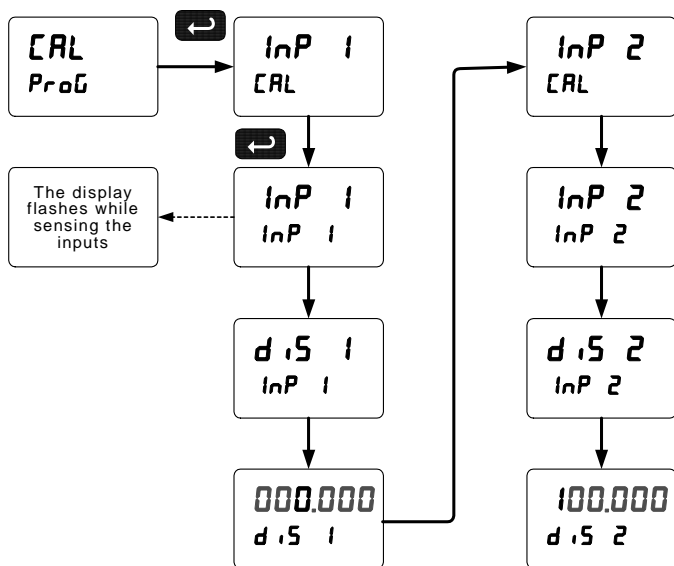 CAL
ProG
InP 1
CAL
The display
flashes while
sensing the
inputs
InP 1
InP 1
diS 1
InP 1
000.000
diS 1
InP 2
CAL
InP 2
InP 2
diS 2
InP 2
100.000
diS 2